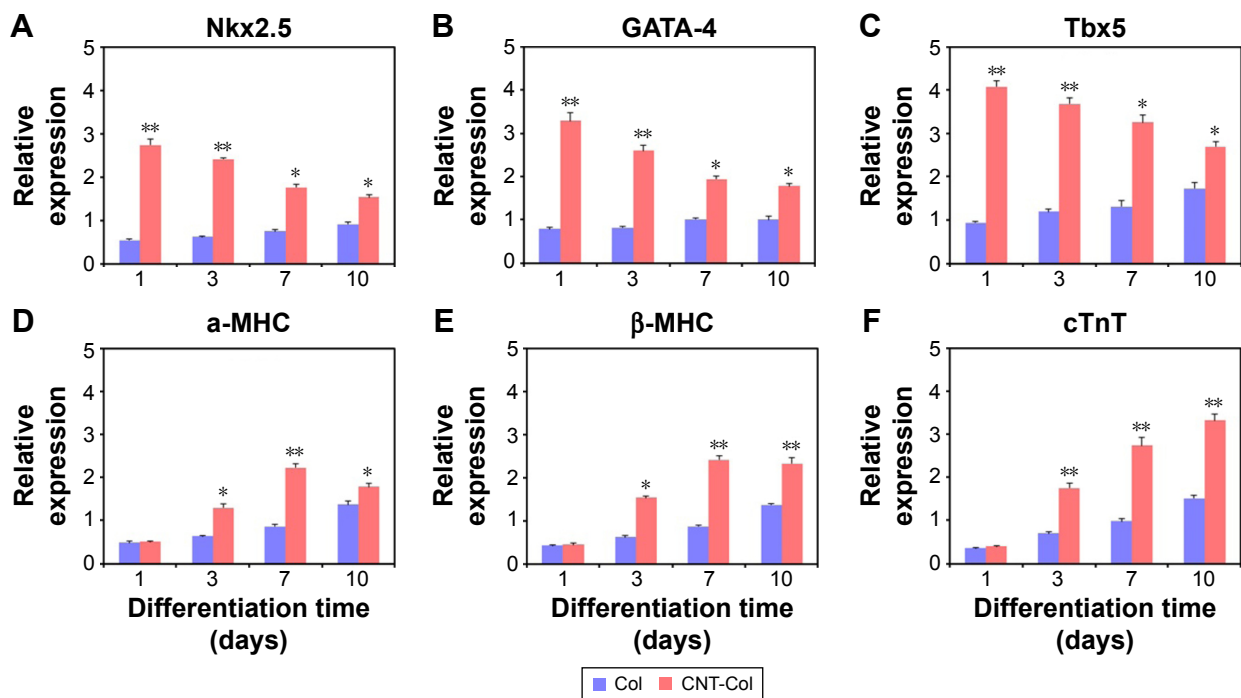 A Nkx2.5
Relative
expression
5
4
3
2
1
0
** ** * *
1 3 7 10
B GATA-4
Relative
expression
5
4
3
2
1
0
** ** * *
1 3 7 10
C Tbx5
Relative
expression
5
4
3
2
1
0
** ** * *
1 3 7 10
D a-MHC
Relative
expression
5
4
3
2
1
0
* ** *
1 3 7 10
Differentiation time
(days)
E β-MHC
Relative
expression
5
4
3
2
1
0
* ** **
1 3 7 10
Differentiation time
(days)
F cTnT
Relative
expression
5
4
3
2
1
0
** ** **
1 3 7 10
Differentiation time
(days)
Col CNT-Col